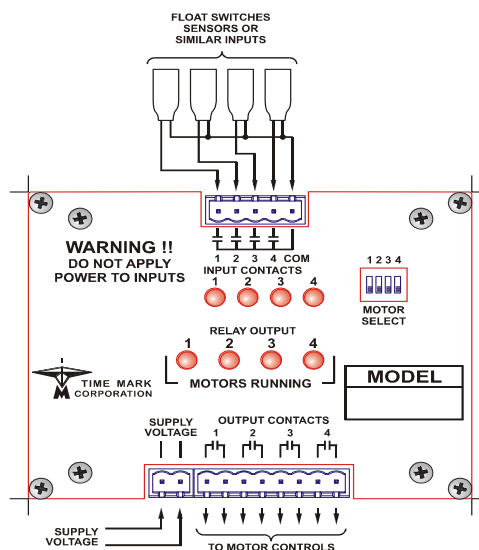 FLOAT SWITCHES
SENSORS OR
SIMILAR INPUTS
WARNING !!
DO NOT APPLY
POWER TO INPUTS
1 2 3 4 COM
INPUT CONTACTS
1 2 3 4
1 2 3 4
MOTOR
SELECT
RELAY OUTPUT
1 2 3 4
MOTORS RUNNING
TIME MARK
CORPORATION
M
MODEL
SUPPLY
VOLTAGE
OUTPUT CONTACTS
1 2 3 4
SUPPLY
VOLTAGE
TO MOTOR CONTROLS